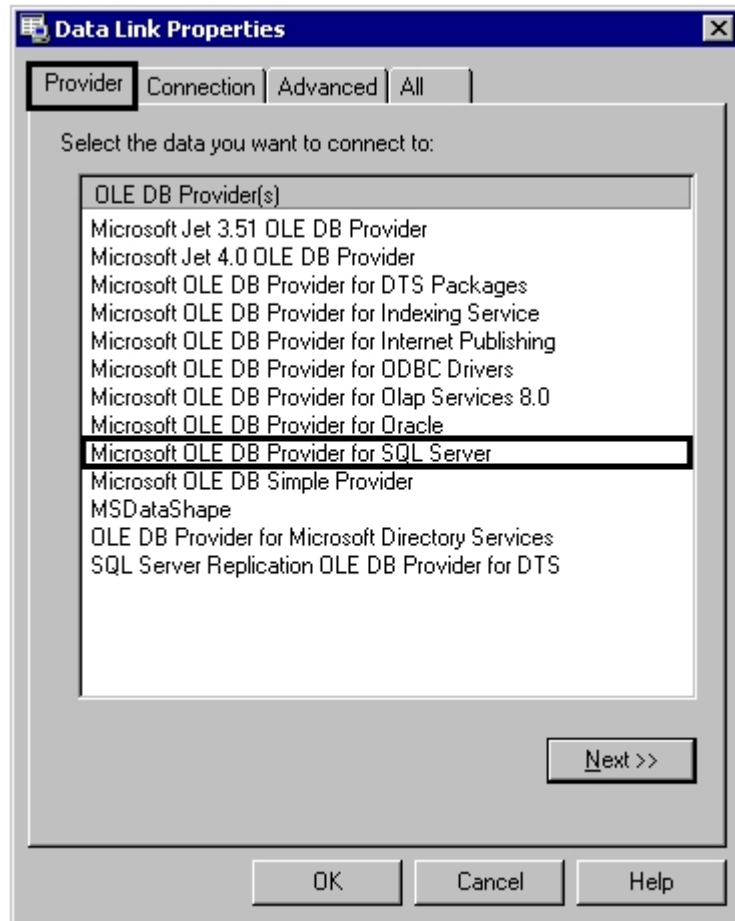 Data Link Properties
Provider Connection Advanced All
Select the data you want to connect to:
OLE DB Provider(s)
Microsoft Jet 3.51 OLE DB Provider
Microsoft Jet 4.0 OLE DB Provider
Microsoft OLE DB Provider for DTS Packages
Microsoft OLE DB Provider for Indexing Service
Microsoft OLE DB Provider for Internet Publishing
Microsoft OLE DB Provider for ODBC Drivers
Microsoft OLE DB Provider for Olap Services 8.0
Microsoft OLE DB Provider for Oracle
Microsoft OLE DB Provider for SQL Server
Microsoft OLE DB Simple Provider
MSDataShape
OLE DB Provider for Microsoft Directory Services
SQL Server Replication OLE DB Provider for DTS
Next >>
OK Cancel Help